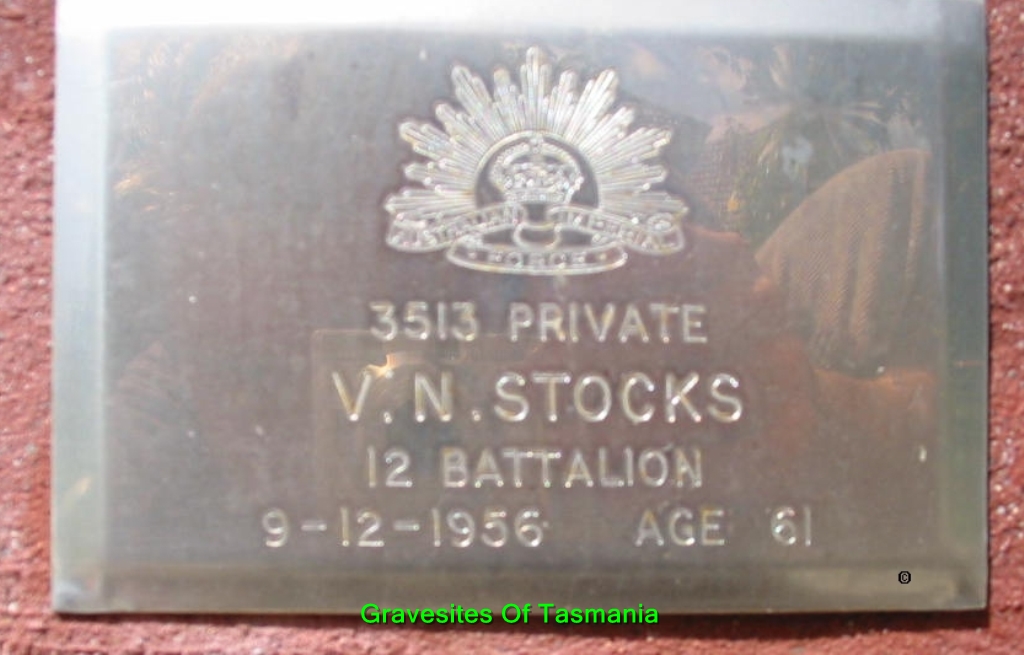 AUSTRALIAN IMPERIAL
FORCE
3513 PRIVATE
V. N. STOCKS
12 BATTALION
9-12-1956 AGE 61
©
Gravesites Of Tasmania